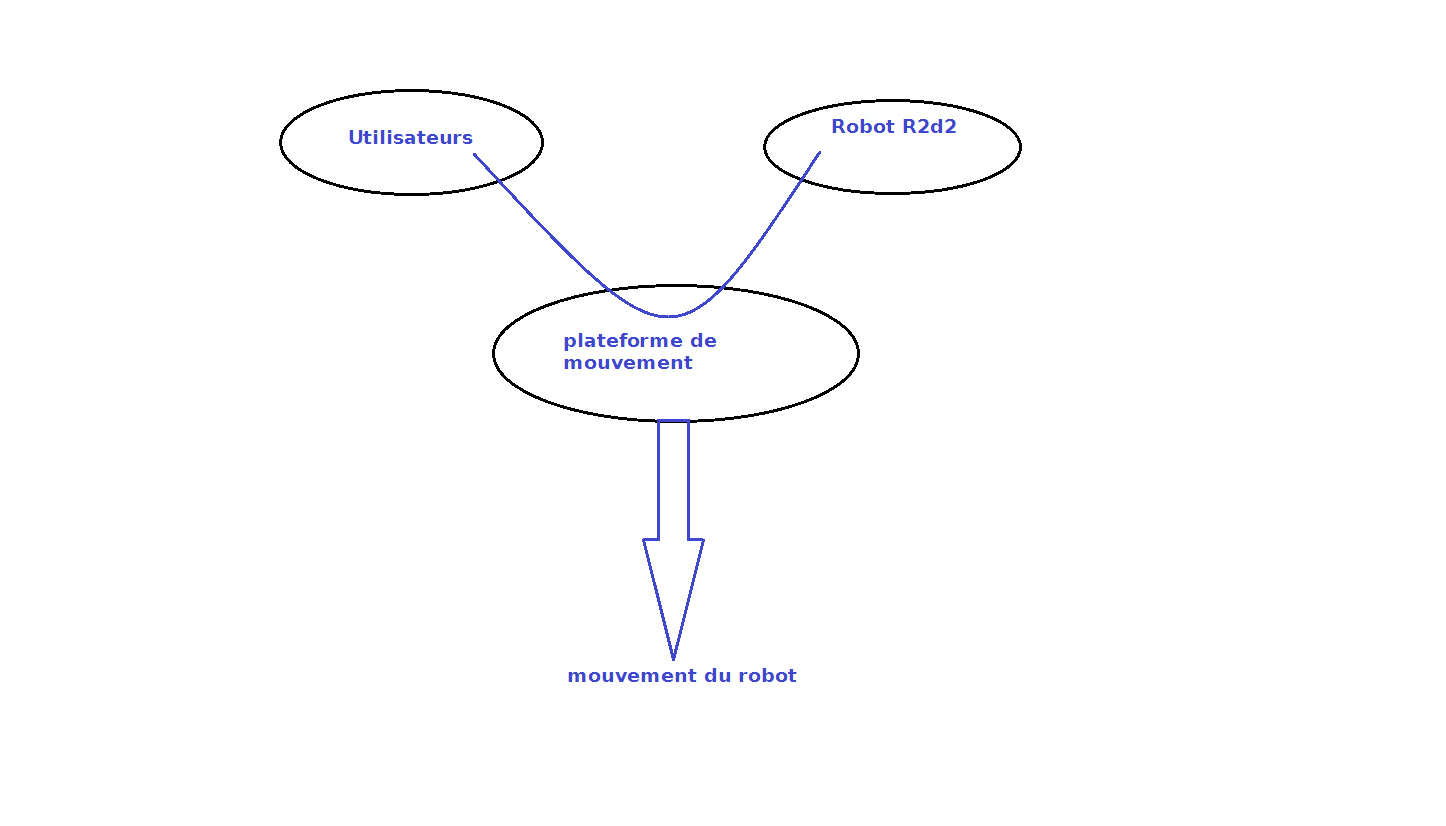 Utilisateurs
Robot R2d2
plateforme de
mouvement
mouvement du robot